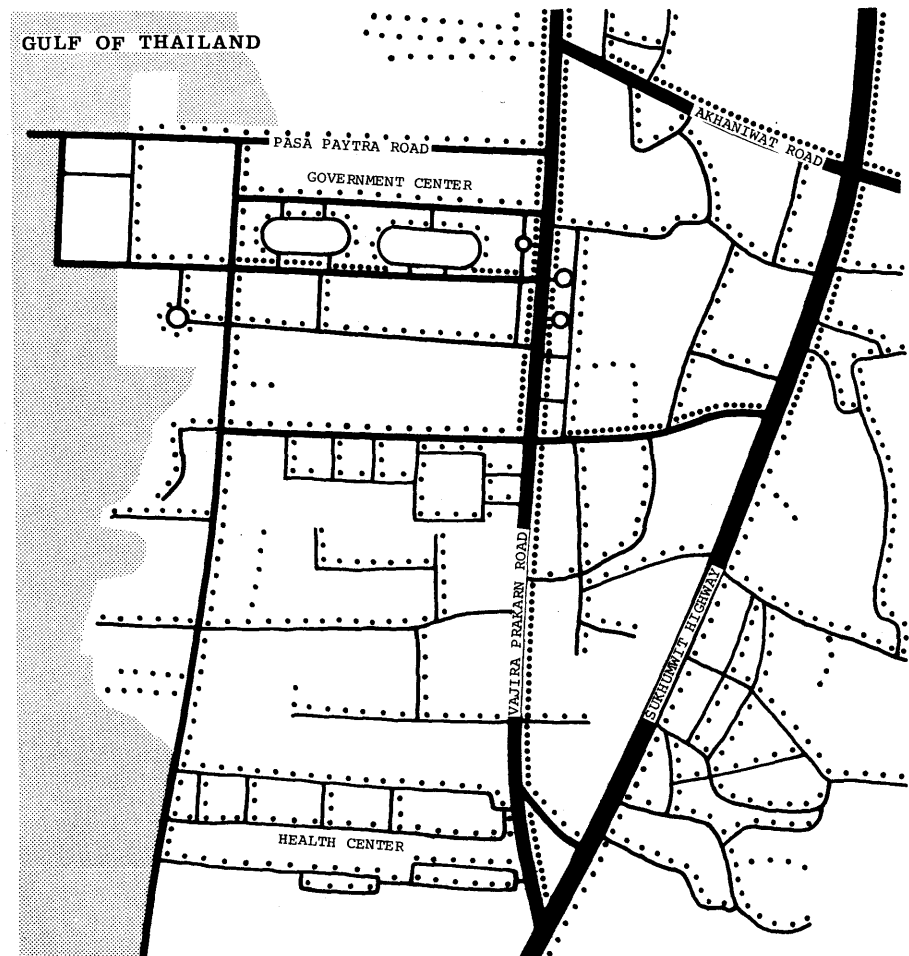 GULF OF THAILAND
AKHANIWAT ROAD
PASA PAYTRA ROAD
GOVERNMENT CENTER
VAJIRA PRAKARN ROAD
SUKHUMWIT HIGHWAY
HEALTH CENTER